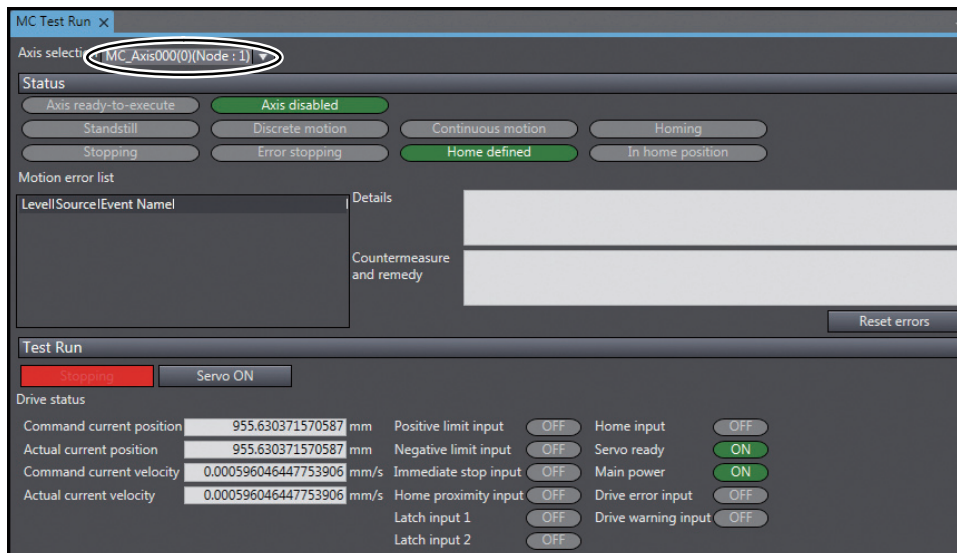 MC Test Run
Axis selecti MC_Axis000(0)(Node : 1)
Status
Axis ready-to-execute Axis disabled
Standstill Discrete motion Continuous motion Homing
Stopping Error stopping Home defined In home position
Motion error list
Level|Source|Event Name|
Details
Countermeasure
and remedy
Reset errors
Test Run
Stopping Servo ON
Drive status
Command current position 955.630371570587 mm Positive limit input OFF Home input OFF
Actual current position 955.630371570587 mm Negative limit input OFF Servo ready ON
Command current velocity 0.000596046447753906 mm/s Immediate stop input OFF Main power ON
Actual current velocity 0.000596046447753906 mm/s Home proximity input OFF Drive error input OFF
Latch input 1 OFF Drive warning input OFF
Latch input 2 OFF